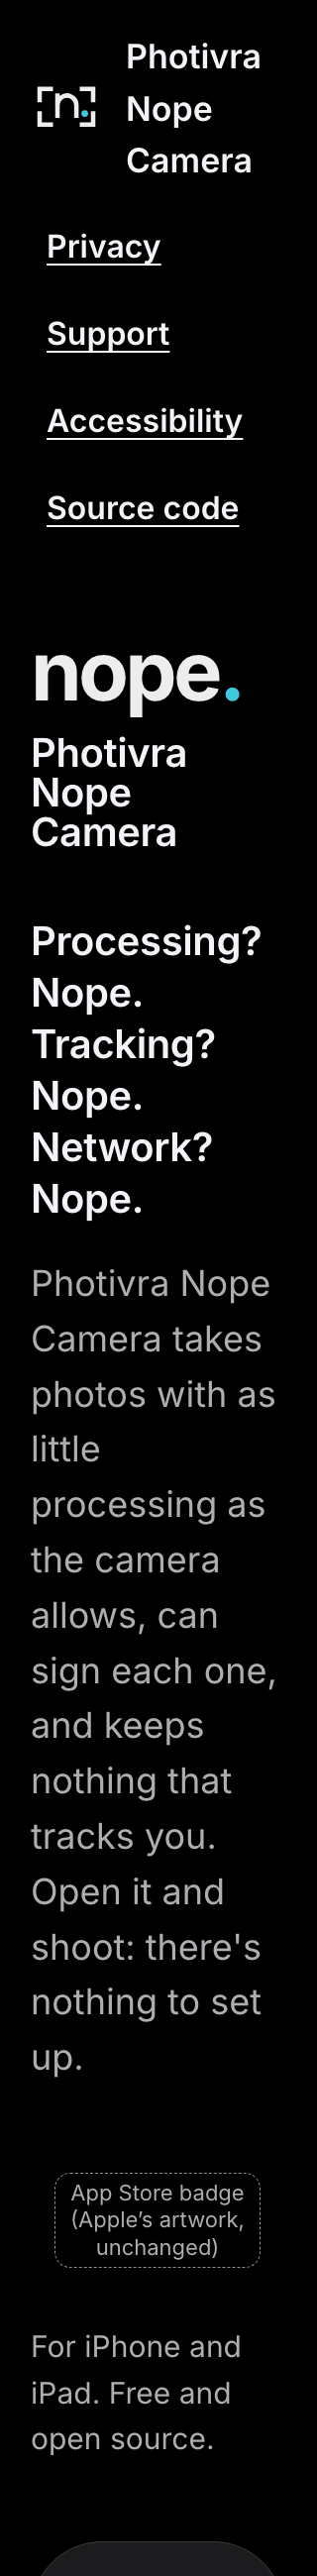 [n.]
Photivra
Nope
Camera
Privacy
Support
Accessibility
Source code
nope.
Photivra
Nope
Camera
Processing?
Nope.
Tracking?
Nope.
Network?
Nope.
Photivra Nope
Camera takes
photos with as
little
processing as
the camera
allows, can
sign each one,
and keeps
nothing that
tracks you.
Open it and
shoot: there's
nothing to set
up.
App Store badge
(Apple’s artwork,
unchanged)
For iPhone and
iPad. Free and
open source.